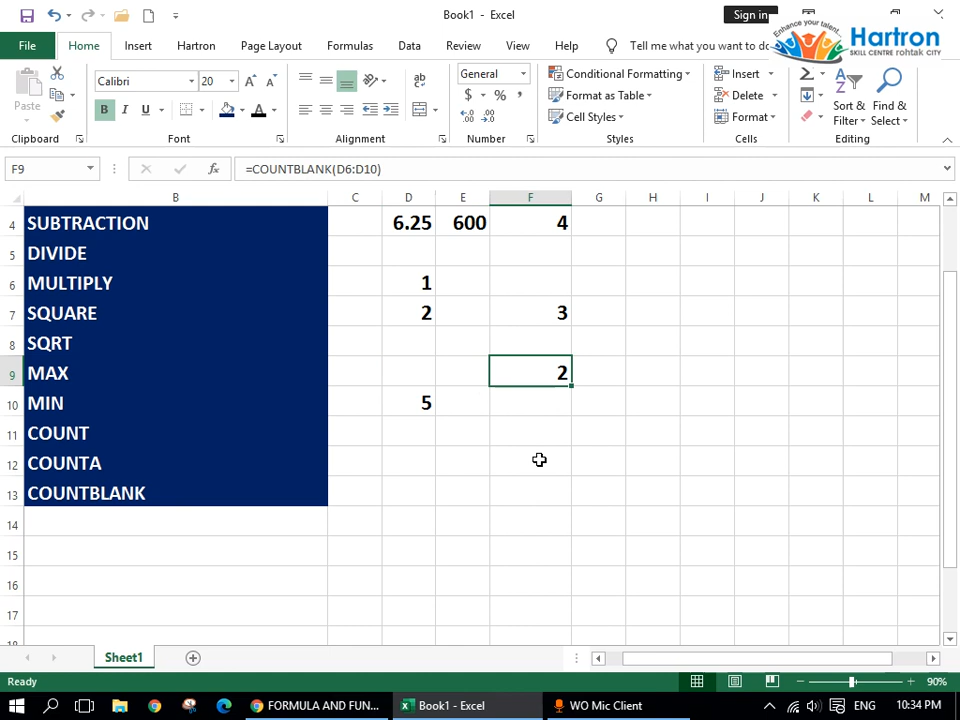 Book1 - Excel
Sign in
Enhance your talent
Hartron
SKILL CENTRE rohtak CITY
File Home Insert Hartron Page Layout Formulas Data Review View Help Tell me what you want to do
Paste
Calibri 20
B I U
ab
General
$ % ,
Conditional Formatting
Format as Table
Cell Styles
Insert
Delete
Format
Sort & Filter
Find & Select
Clipboard Font Alignment Number Styles Cells Editing
F9 fx =COUNTBLANK(D6:D10)
B C D E F G H I J K L M
4 SUBTRACTION 6.25 600 4
5 DIVIDE
6 MULTIPLY 1
7 SQUARE 2 3
8 SQRT
9 MAX 2
10 MIN 5
11 COUNT
12 COUNTA
13 COUNTBLANK
14
15
16
17
18
Sheet1
Ready 90%
FORMULA AND FUN... Book1 - Excel WO Mic Client ENG 10:34 PM